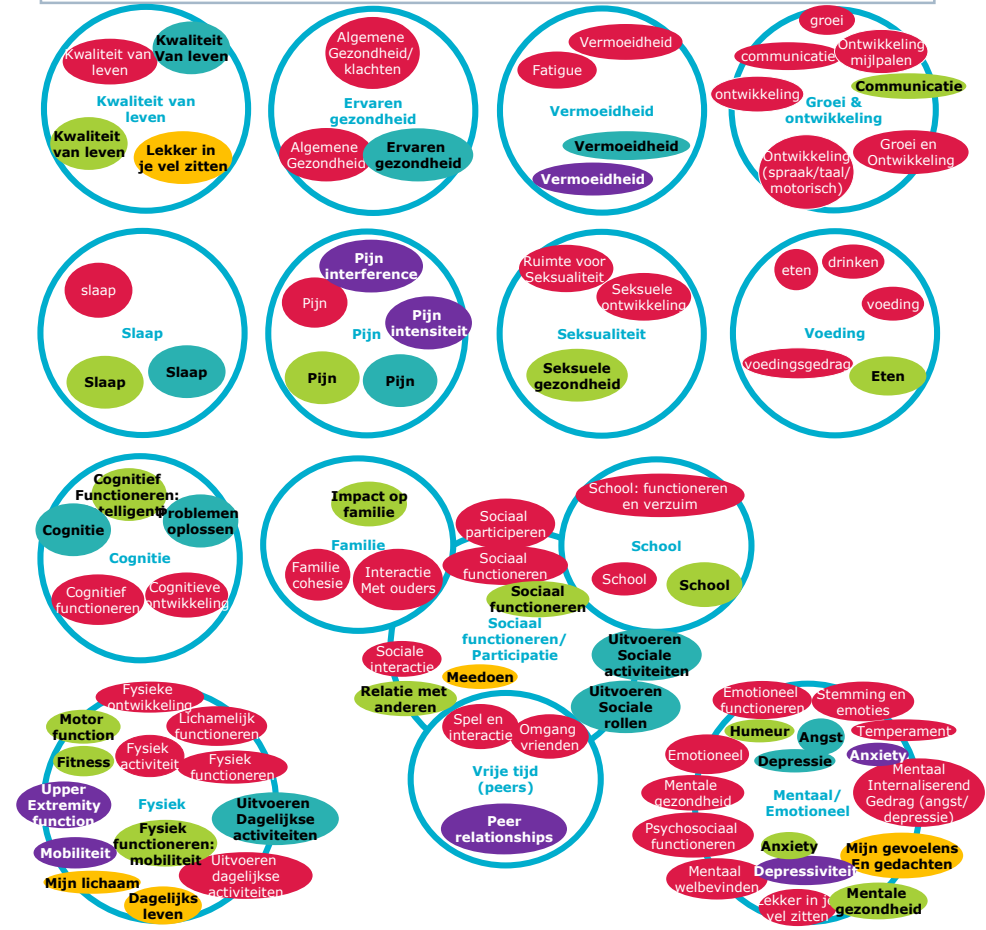 Kwaliteit van
leven
Kwaliteit
Van leven
Kwaliteit van
leven
Kwaliteit
van leven
Lekker in
je vel zitten
Algemene
Gezondheid/
klachten
Ervaren
gezondheid
Algemene
Gezondheid
Ervaren
gezondheid
Vermoeidheid
Fatigue
Vermoeidheid
Vermoeidheid
Vermoeidheid
groei
communicatie
Ontwikkeling
mijlpalen
Communicatie
ontwikkeling
Groei &
ontwikkeling
Groei en
Ontwikkeling
Ontwikkeling
(spraak/taal/
motorisch)
slaap
Slaap
Slaap
Slaap
Pijn
interference
Pijn
Pijn
intensiteit
Pijn
Pijn
Pijn
Ruimte voor
Seksualiteit
Seksuele
ontwikkeling
Seksualiteit
Seksuele
gezondheid
eten
drinken
voeding
Voeding
voedingsgedrag
Eten
Cognitief
Functioneren:
telligenti
Cognitie
Problemen
oplossen
Cognitie
Cognitief
functioneren
Cognitieve
ontwikkeling
Impact op
familie
Familie
Familie
cohesie
Interactie
Met ouders
Sociaal
participeren
Sociaal
functioneren
Sociaal
functioneren
Sociaal
functioneren/
Participatie
School: functioneren
en verzuim
School
School
School
Sociale
interactie
Meedoen
Relatie met
anderen
Uitvoeren
Sociale
activiteiten
Uitvoeren
Sociale
rollen
Spel en
interactie
Omgang
vrienden
Vrije tijd
(peers)
Peer
relationships
Fysieke
ontwikkeling
Motor
function
Lichamelijk
functioneren
Fitness
Fysiek
activiteit
Fysiek
functioneren
Upper
Extremity
function
Fysiek
Uitvoeren
Dagelijkse
activiteiten
Fysiek
functioneren:
mobiliteit
Mobiliteit
Uitvoeren
dagelijkse
activiteiten
Mijn lichaam
Dagelijks
leven
Emotioneel
functioneren
Stemming en
emoties
Humeur
Angst
Temperament
Emotioneel
Depressie
Anxiety.
Mentale
gezondheid
Mentaal/
Emotioneel
Mentaal
Internaliserend
Gedrag (angst/
depressie)
Psychosociaal
functioneren
Anxiety
Mijn gevoelens
En gedachten
Mentaal
welbevinden
Depressiviteit
Lekker in je
vel zitten
Mentale
gezondheid